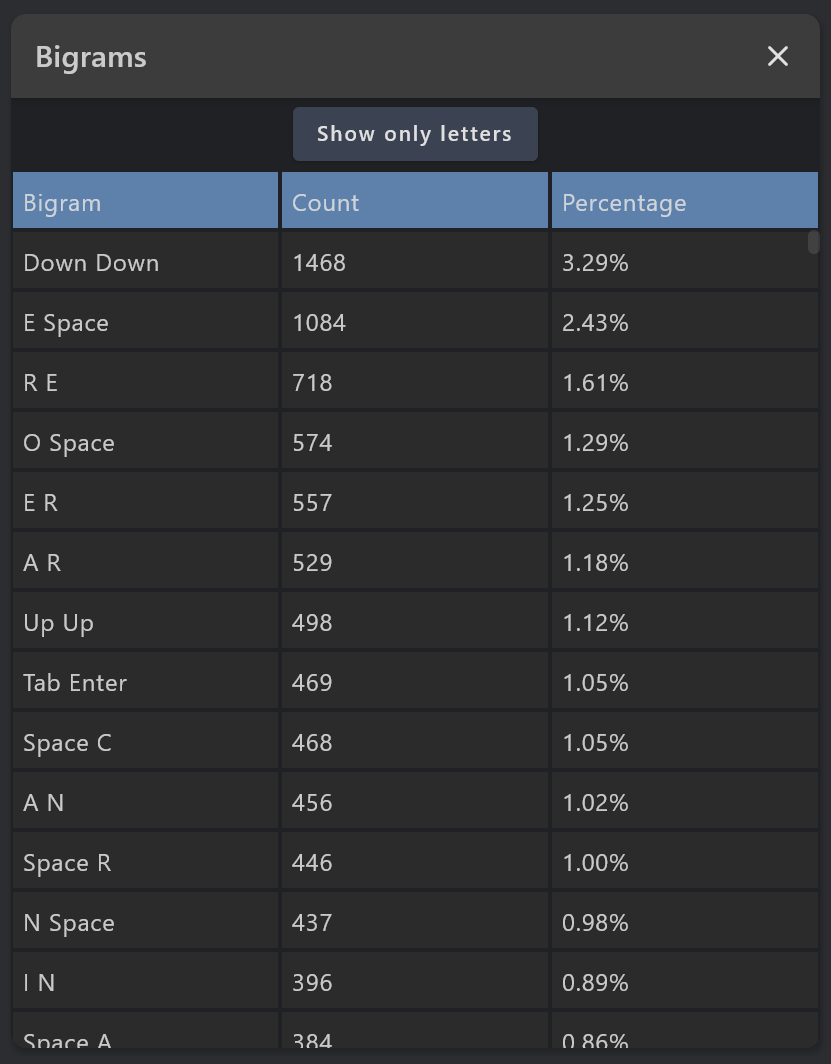 Bigrams
Show only letters
Bigram Count Percentage
Down Down 1468 3.29%
E Space 1084 2.43%
R E 718 1.61%
O Space 574 1.29%
E R 557 1.25%
A R 529 1.18%
Up Up 498 1.12%
Tab Enter 469 1.05%
Space C 468 1.05%
A N 456 1.02%
Space R 446 1.00%
N Space 437 0.98%
I N 396 0.89%
Space A 384 0.86%